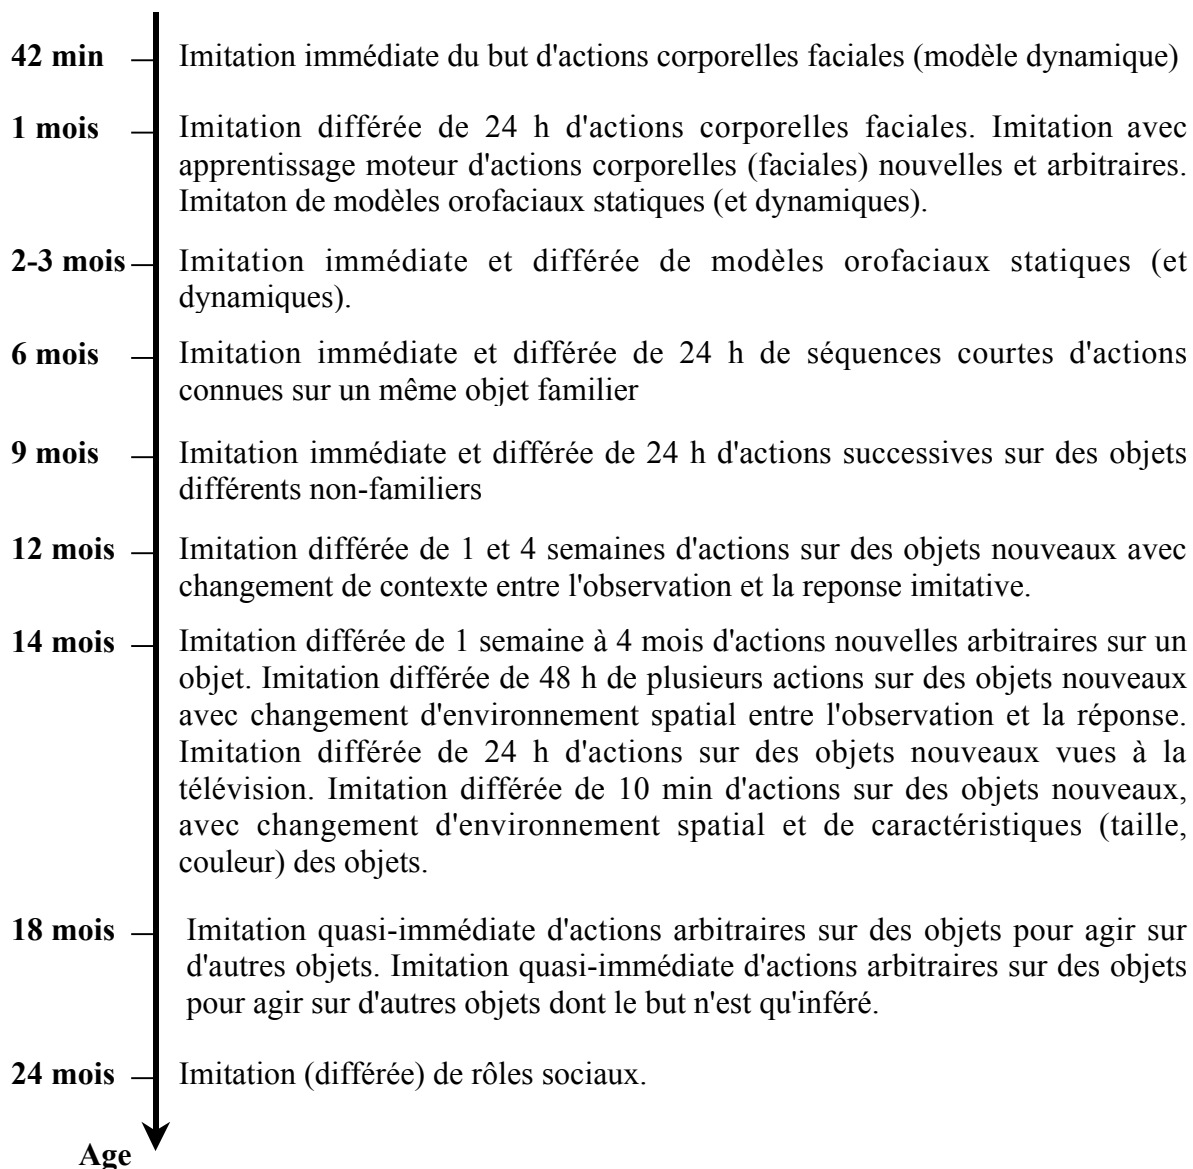 42 min Imitation immédiate du but d'actions corporelles faciales (modèle dynamique)
1 mois Imitation différée de 24 h d'actions corporelles faciales. Imitation avec
apprentissage moteur d'actions corporelles (faciales) nouvelles et arbitraires.
Imitaton de modèles orofaciaux statiques (et dynamiques).
2-3 mois Imitation immédiate et différée de modèles orofaciaux statiques (et
dynamiques).
6 mois Imitation immédiate et différée de 24 h de séquences courtes d'actions
connues sur un même objet familier
9 mois Imitation immédiate et différée de 24 h d'actions successives sur des objets
différents non-familiers
12 mois Imitation différée de 1 et 4 semaines d'actions sur des objets nouveaux avec
changement de contexte entre l'observation et la reponse imitative.
14 mois Imitation différée de 1 semaine à 4 mois d'actions nouvelles arbitraires sur un
objet. Imitation différée de 48 h de plusieurs actions sur des objets nouveaux
avec changement d'environnement spatial entre l'observation et la réponse.
Imitation différée de 24 h d'actions sur des objets nouveaux vues à la
télévision. Imitation différée de 10 min d'actions sur des objets nouveaux,
avec changement d'environnement spatial et de caractéristiques (taille,
couleur) des objets.
18 mois Imitation quasi-immédiate d'actions arbitraires sur des objets pour agir sur
d'autres objets. Imitation quasi-immédiate d'actions arbitraires sur des objets
pour agir sur d'autres objets dont le but n'est qu'inféré.
24 mois Imitation (différée) de rôles sociaux.
Age